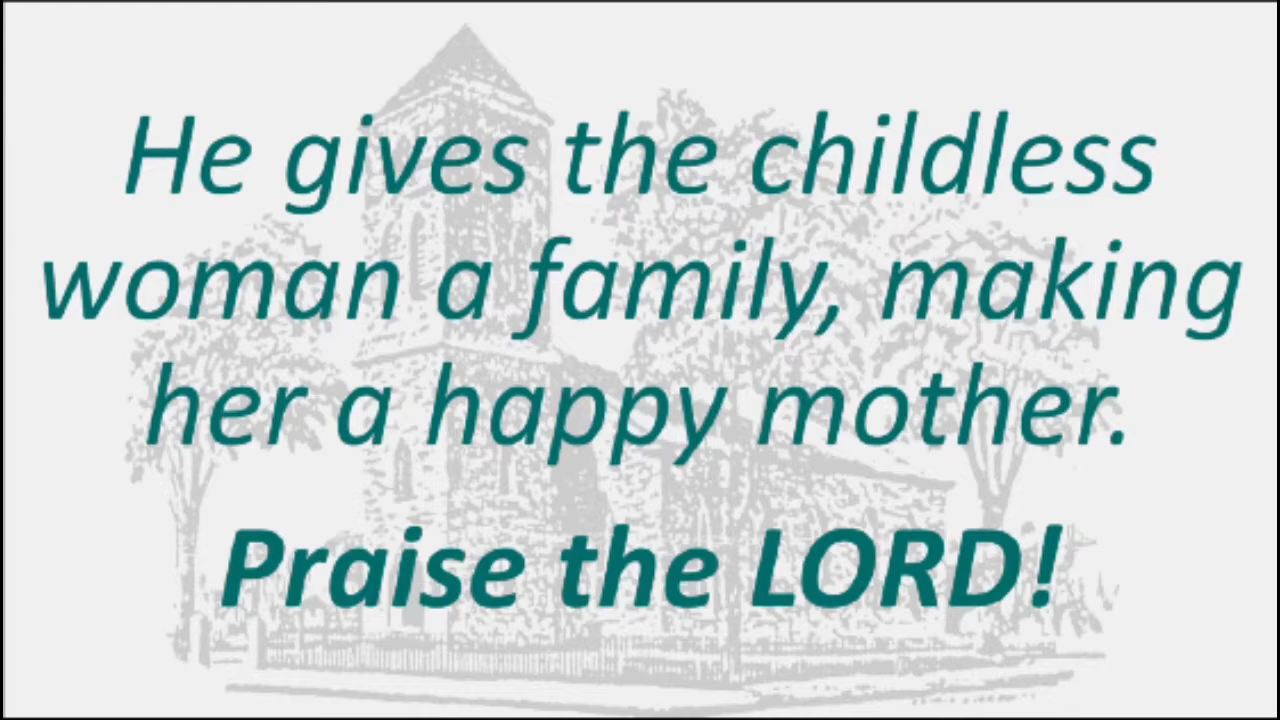 He gives the childless
woman a family, making
her a happy mother.
Praise the LORD!